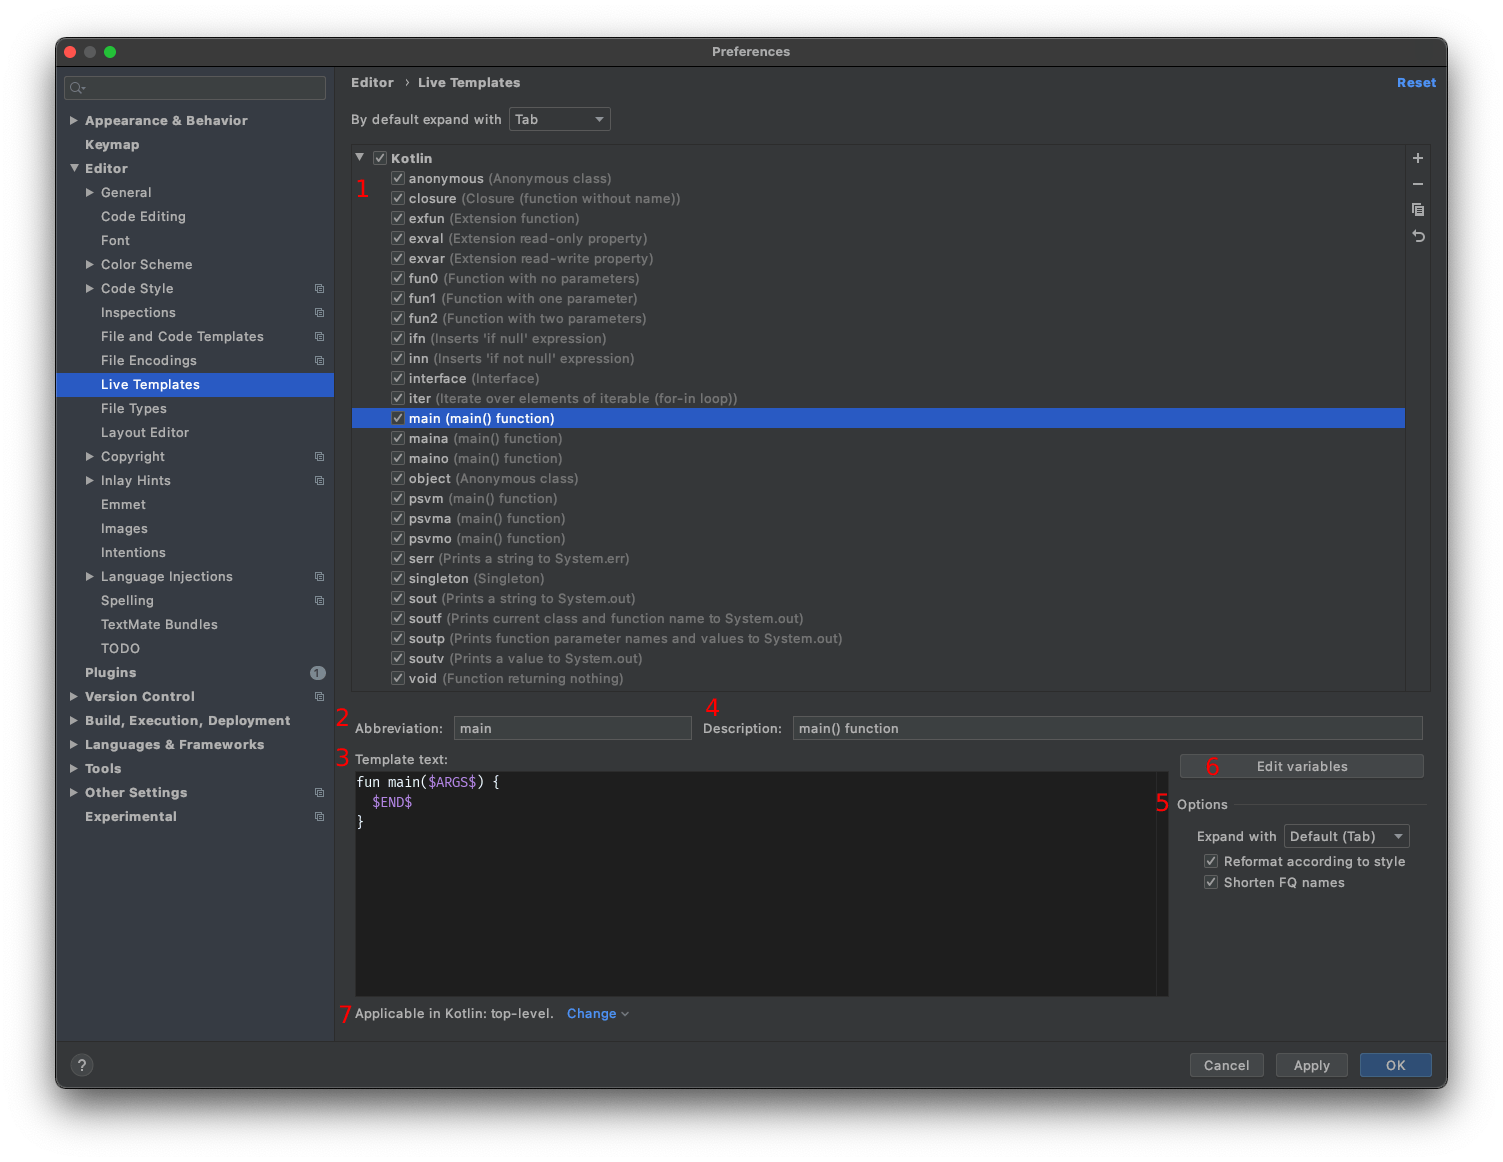 Preferences
Appearance & Behavior
Keymap
Editor
General
Code Editing
Font
Color Scheme
Code Style
Inspections
File and Code Templates
File Encodings
Live Templates
File Types
Layout Editor
Copyright
Inlay Hints
Emmet
Images
Intentions
Language Injections
Spelling
TextMate Bundles
TODO
Plugins 1
Version Control
Build, Execution, Deployment
Languages & Frameworks
Tools
Other Settings
Experimental
Editor › Live Templates Reset
By default expand with Tab
Kotlin
1
anonymous (Anonymous class)
closure (Closure (function without name))
exfun (Extension function)
exval (Extension read-only property)
exvar (Extension read-write property)
fun0 (Function with no parameters)
fun1 (Function with one parameter)
fun2 (Function with two parameters)
ifn (Inserts 'if null' expression)
inn (Inserts 'if not null' expression)
interface (Interface)
iter (Iterate over elements of iterable (for-in loop))
main (main() function)
maina (main() function)
maino (main() function)
object (Anonymous class)
psvm (main() function)
psvma (main() function)
psvmo (main() function)
serr (Prints a string to System.err)
singleton (Singleton)
sout (Prints a string to System.out)
soutf (Prints current class and function name to System.out)
soutp (Prints function parameter names and values to System.out)
soutv (Prints a value to System.out)
void (Function returning nothing)
2 Abbreviation: main
4 Description: main() function
3 Template text:
fun main($ARGS$) {
$END$
}
6 Edit variables
5 Options
Expand with Default (Tab)
Reformat according to style
Shorten FQ names
7 Applicable in Kotlin: top-level. Change
? Cancel Apply OK